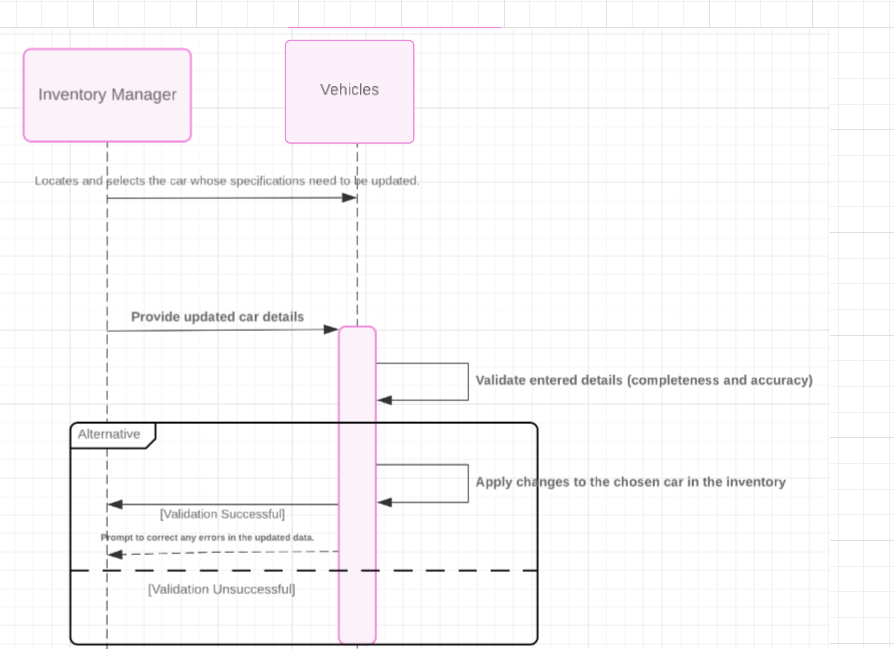 Inventory Manager
Vehicles
Locates and selects the car whose specifications need to be updated.
Provide updated car details
Validate entered details (completeness and accuracy)
Alternative
Apply changes to the chosen car in the inventory
[Validation Successful]
Prompt to correct any errors in the updated data.
[Validation Unsuccessful]